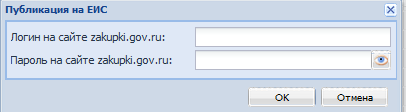 Публикация на ЕИС
Логин на сайте zakupki.gov.ru:
Пароль на сайте zakupki.gov.ru:
ОК Отмена